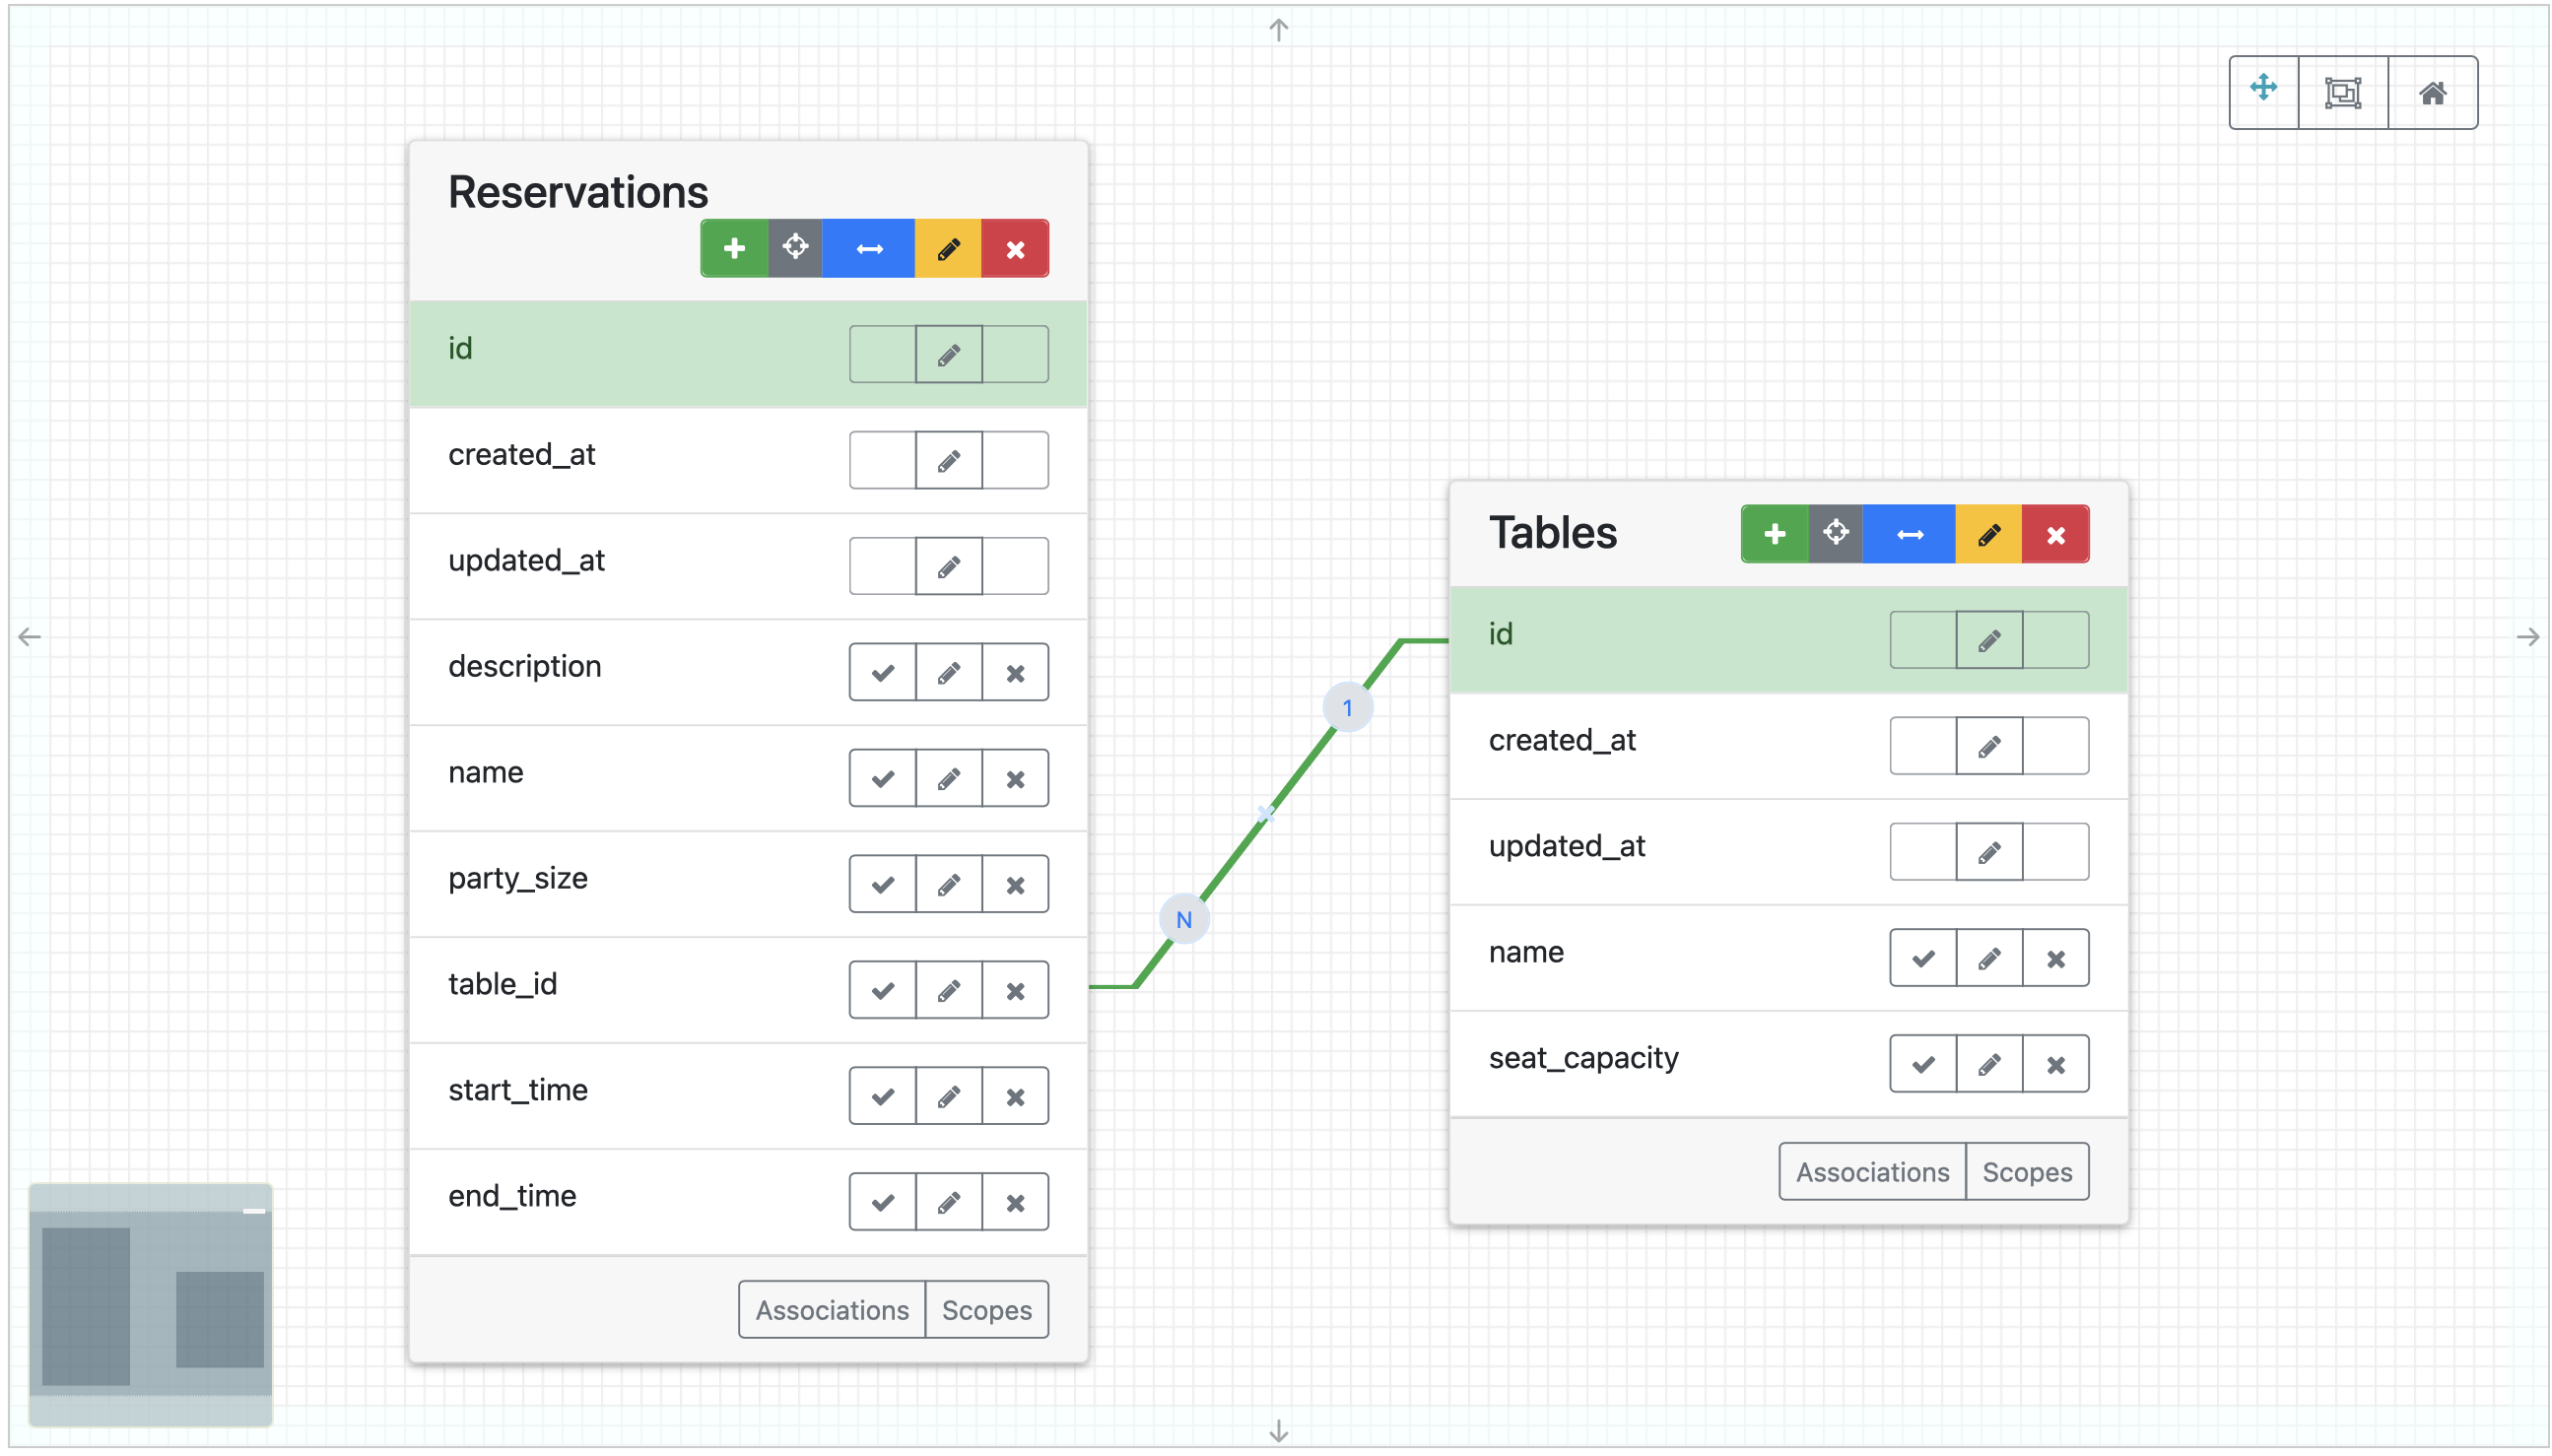 Reservations
id
created_at
updated_at
description
name
party_size
table_id
start_time
end_time
Associations Scopes
N
1
Tables
id
created_at
updated_at
name
seat_capacity
Associations Scopes